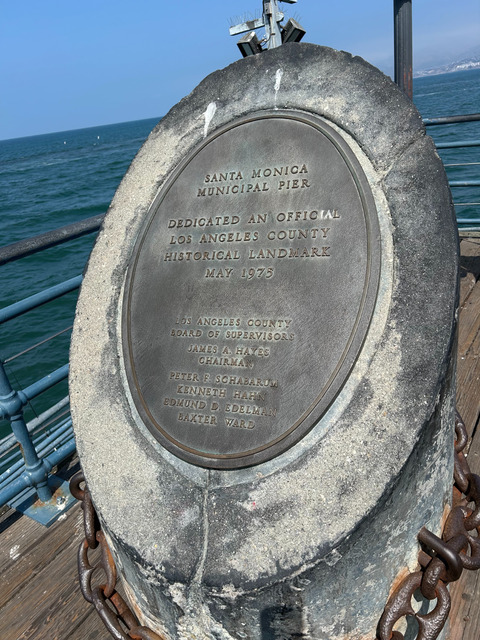 SANTA MONICA
MUNICIPAL PIER
DEDICATED AN OFFICIAL
LOS ANGELES COUNTY
HISTORICAL LANDMARK
MAY 1975
LOS ANGELES COUNTY
BOARD OF SUPERVISORS
JAMES A. HAYES
CHAIRMAN
PETER F. SCHABARUM
KENNETH HAHN
EDMUND D. EDELMAN
BAXTER WARD